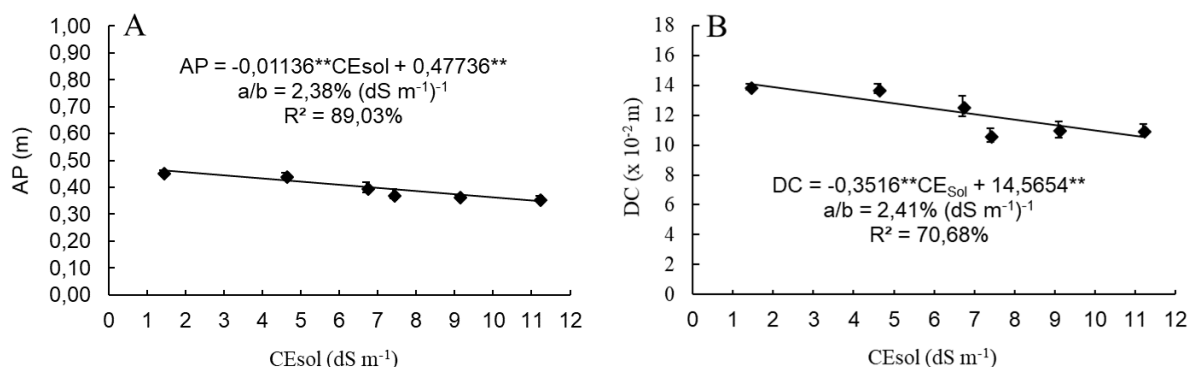 A
1,00
0,90
0,80
0,70
0,60
0,50
0,40
0,30
0,20
0,10
0,00
AP (m)
AP = -0,01136**CEsol + 0,47736**
a/b = 2,38% (dS m⁻¹)⁻¹
R² = 89,03%
0 1 2 3 4 5 6 7 8 9 10 11 12
CEsol (dS m⁻¹)
B
18
16
14
12
10
8
6
4
2
0
DC (x 10⁻² m)
DC = -0,3516**CE_Sol + 14,5654**
a/b = 2,41% (dS m⁻¹)⁻¹
R² = 70,68%
0 1 2 3 4 5 6 7 8 9 10 11 12
CEsol (dS m⁻¹)